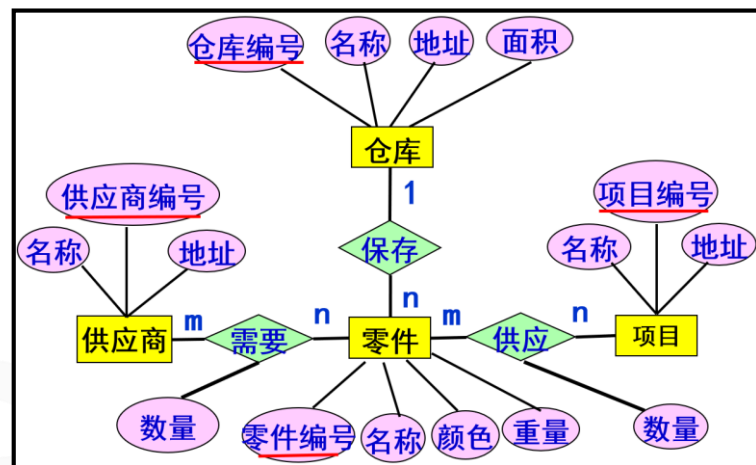 仓库编号 名称 地址 面积
仓库
1
供应商编号
名称 地址
保存
项目编号
名称 地址
n
供应商 m 需要 n 零件 m 供应 n 项目
数量 零件编号 名称 颜色 重量 数量